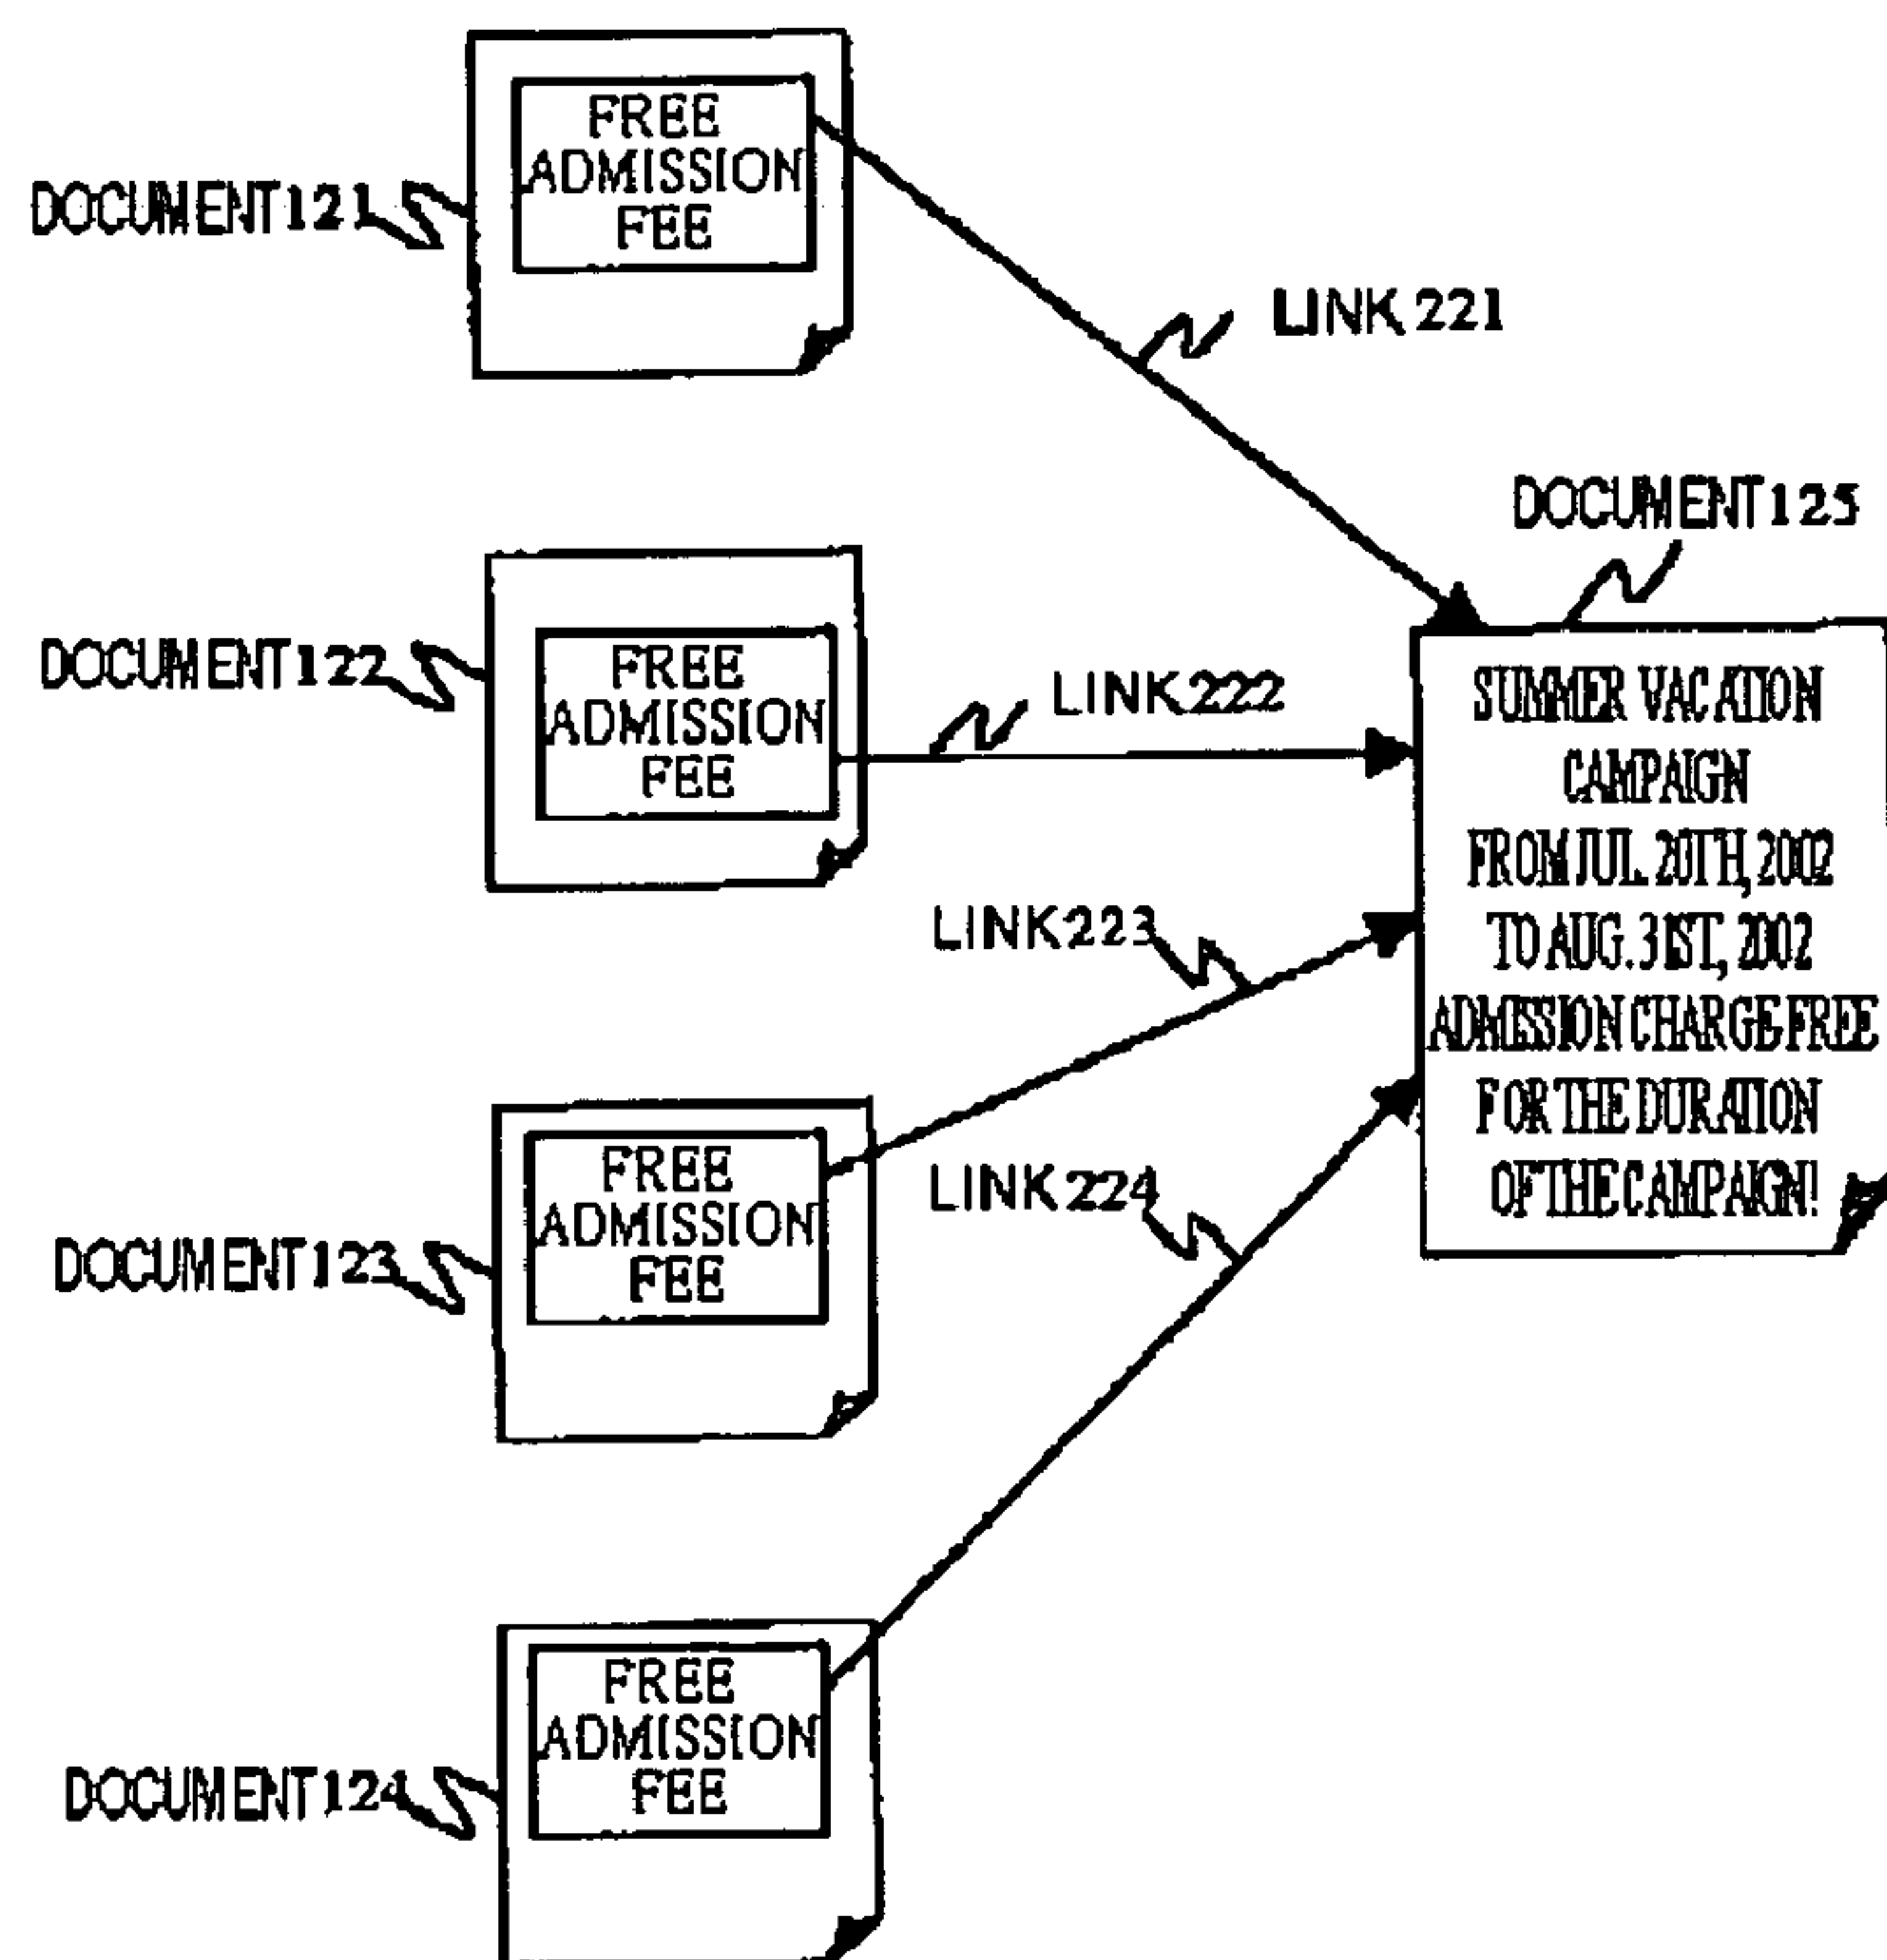 FREE
ADMISSION
FEE
DOCUMENT121
LINK 221
DOCUMENT125
FREE
ADMISSION
FEE
DOCUMENT122
LINK222
SUMMER VACATION
CAMPAIGN
FROM JUL. 20TH, 2002
TO AUG. 31ST, 2002
ADMISSION CHARGE FREE
FOR THE DURATION
OF THE CAMPAIGN!
LINK223
FREE
ADMISSION
FEE
DOCUMENT123
LINK224
FREE
ADMISSION
FEE
DOCUMENT124